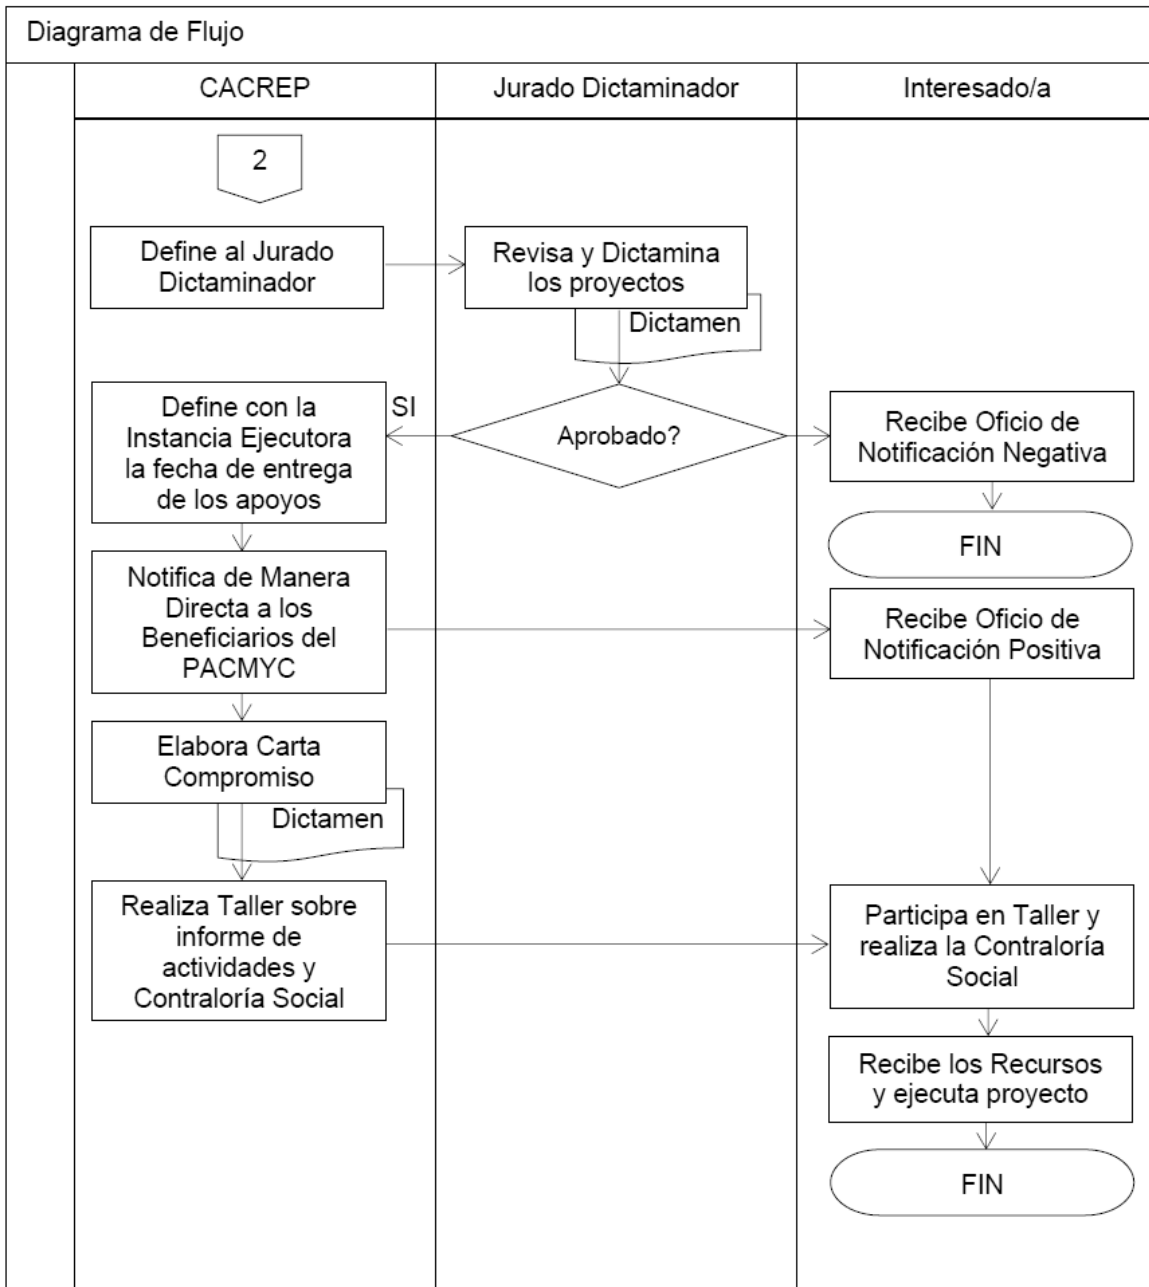 Diagrama de Flujo
CACREP
Jurado Dictaminador
Interesado/a
2
Define al Jurado
Dictaminador
Revisa y Dictamina
los proyectos
Dictamen
Aprobado?
SI
Define con la
Instancia Ejecutora
la fecha de entrega
de los apoyos
Recibe Oficio de
Notificación Negativa
FIN
Notifica de Manera
Directa a los
Beneficiarios del
PACMYC
Recibe Oficio de
Notificación Positiva
Elabora Carta
Compromiso
Dictamen
Realiza Taller sobre
informe de
actividades y
Contraloría Social
Participa en Taller y
realiza la Contraloría
Social
Recibe los Recursos
y ejecuta proyecto
FIN